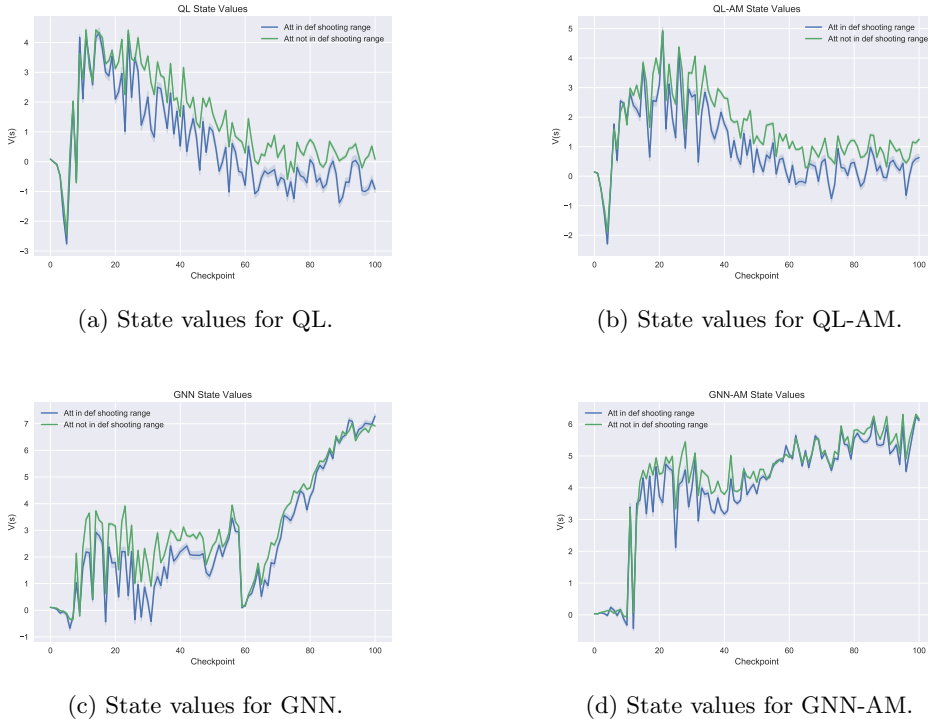 QL State Values
Att in def shooting range
Att not in def shooting range
V(s)
4
3
2
1
0
−1
−2
−3
0 20 40 60 80 100
Checkpoint
(a) State values for QL.
QL-AM State Values
Att in def shooting range
Att not in def shooting range
V(s)
5
4
3
2
1
0
−1
−2
0 20 40 60 80 100
Checkpoint
(b) State values for QL-AM.
GNN State Values
Att in def shooting range
Att not in def shooting range
V(s)
7
6
5
4
3
2
1
0
−1
0 20 40 60 80 100
Checkpoint
(c) State values for GNN.
GNN-AM State Values
Att in def shooting range
Att not in def shooting range
V(s)
6
5
4
3
2
1
0
0 20 40 60 80 100
Checkpoint
(d) State values for GNN-AM.